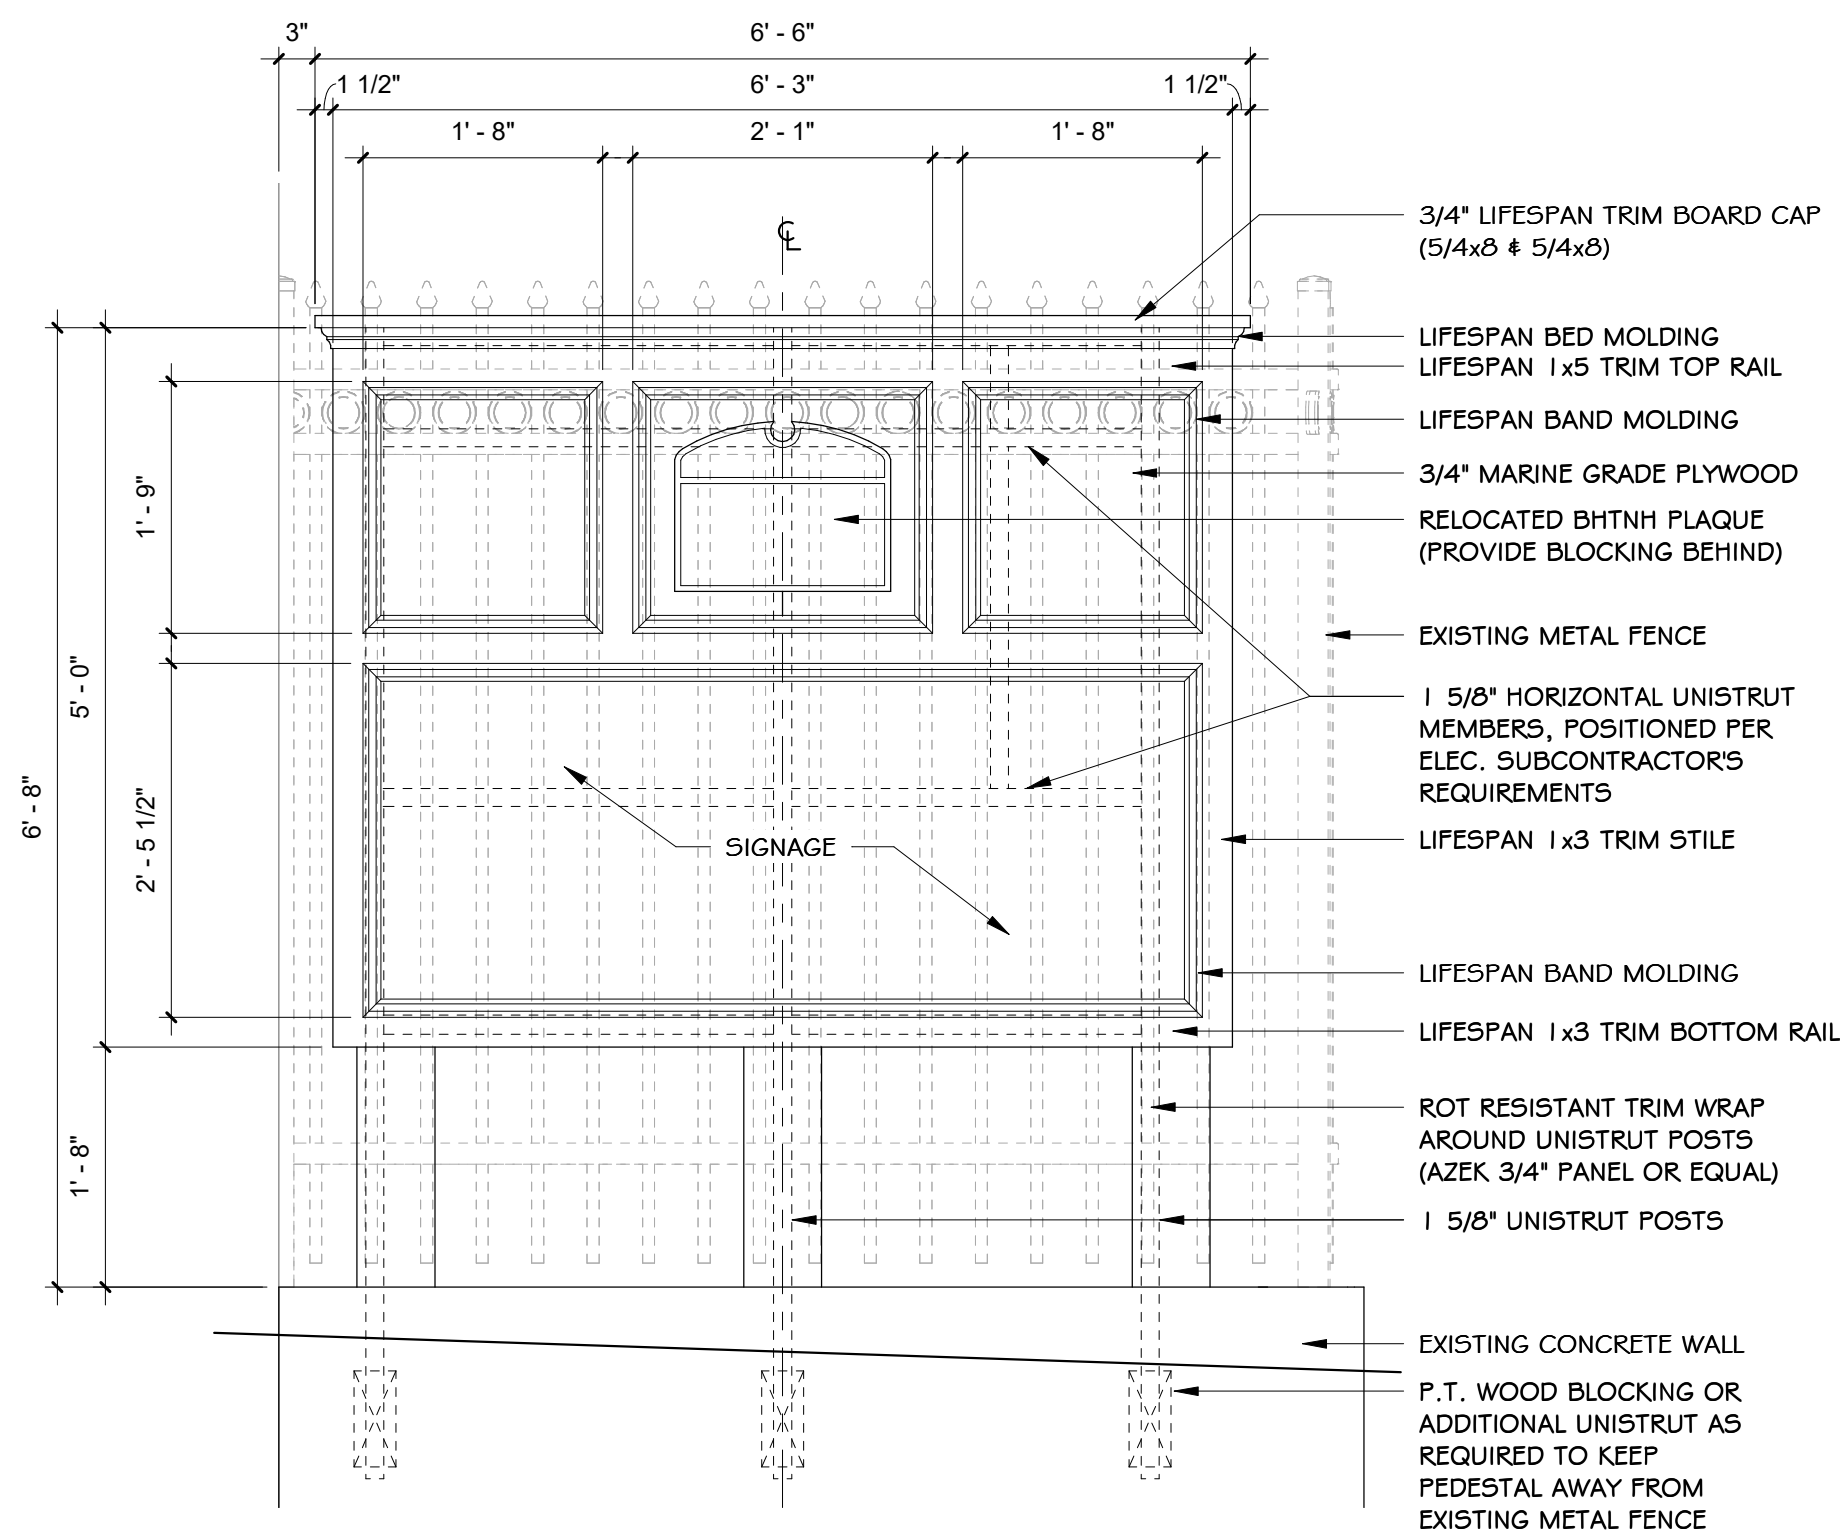 3" 6' - 6"
1 1/2" 6' - 3" 1 1/2"
1' - 8" 2' - 1" 1' - 8"
CL
3/4" LIFESPAN TRIM BOARD CAP
(5/4x8 & 5/4x8)
LIFESPAN BED MOLDING
LIFESPAN 1x5 TRIM TOP RAIL
LIFESPAN BAND MOLDING
3/4" MARINE GRADE PLYWOOD
RELOCATED BHTNH PLAQUE
(PROVIDE BLOCKING BEHIND)
EXISTING METAL FENCE
1 5/8" HORIZONTAL UNISTRUT
MEMBERS, POSITIONED PER
ELEC. SUBCONTRACTOR'S
REQUIREMENTS
LIFESPAN 1x3 TRIM STILE
LIFESPAN BAND MOLDING
LIFESPAN 1x3 TRIM BOTTOM RAIL
ROT RESISTANT TRIM WRAP
AROUND UNISTRUT POSTS
(AZEK 3/4" PANEL OR EQUAL)
1 5/8" UNISTRUT POSTS
EXISTING CONCRETE WALL
P.T. WOOD BLOCKING OR
ADDITIONAL UNISTRUT AS
REQUIRED TO KEEP
PEDESTAL AWAY FROM
EXISTING METAL FENCE
SIGNAGE
1' - 9"
2' - 5 1/2"
5' - 0"
1' - 8"
6' - 8"